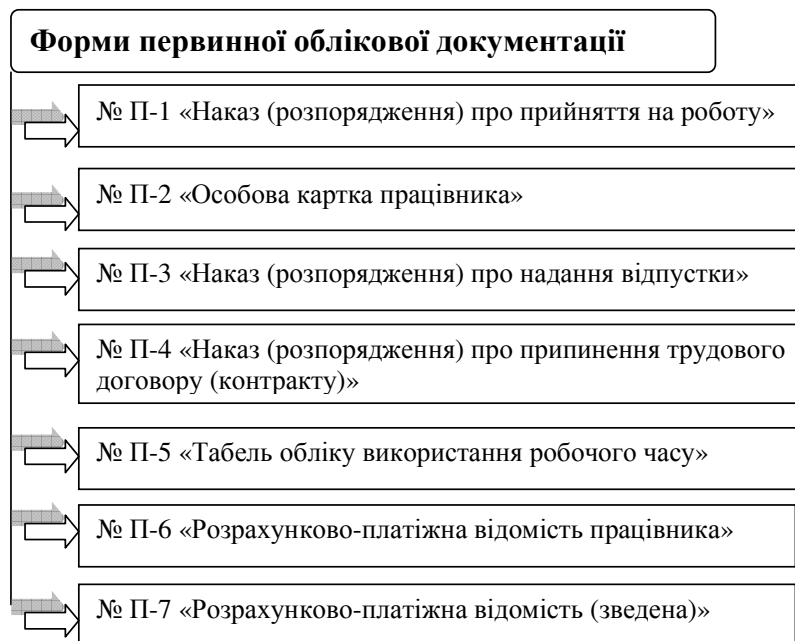 Форми первинної облікової документації
№ П-1 «Наказ (розпорядження) про прийняття на роботу»
№ П-2 «Особова картка працівника»
№ П-3 «Наказ (розпорядження) про надання відпустки»
№ П-4 «Наказ (розпорядження) про припинення трудового
договору (контракту)»
№ П-5 «Табель обліку використання робочого часу»
№ П-6 «Розрахунково-платіжна відомість працівника»
№ П-7 «Розрахунково-платіжна відомість (зведена)»